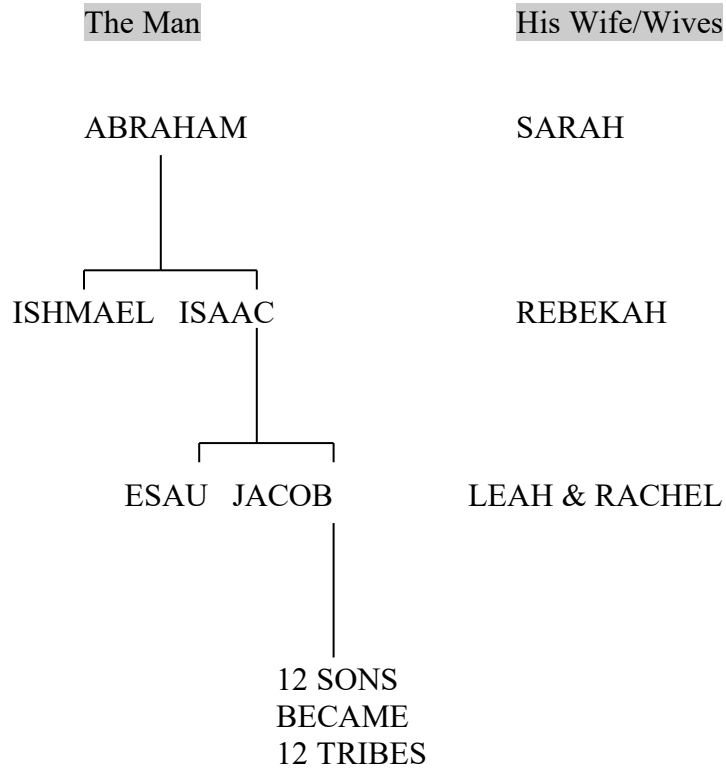 The Man His Wife/Wives
ABRAHAM SARAH
ISHMAEL ISAAC REBEKAH
ESAU JACOB LEAH & RACHEL
12 SONS
BECAME
12 TRIBES